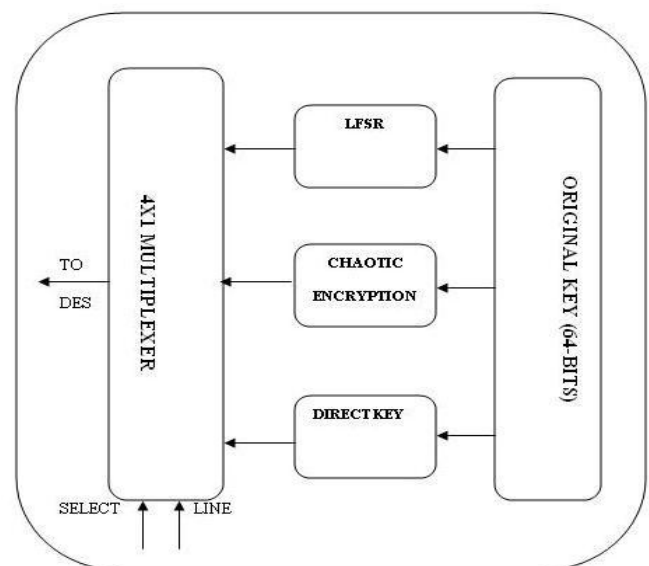 LFSR
CHAOTIC
ENCRYPTION
DIRECT KEY
4X1 MULTIPLEXER
ORIGINAL KEY (64-BITS)
TO
DES
SELECT LINE